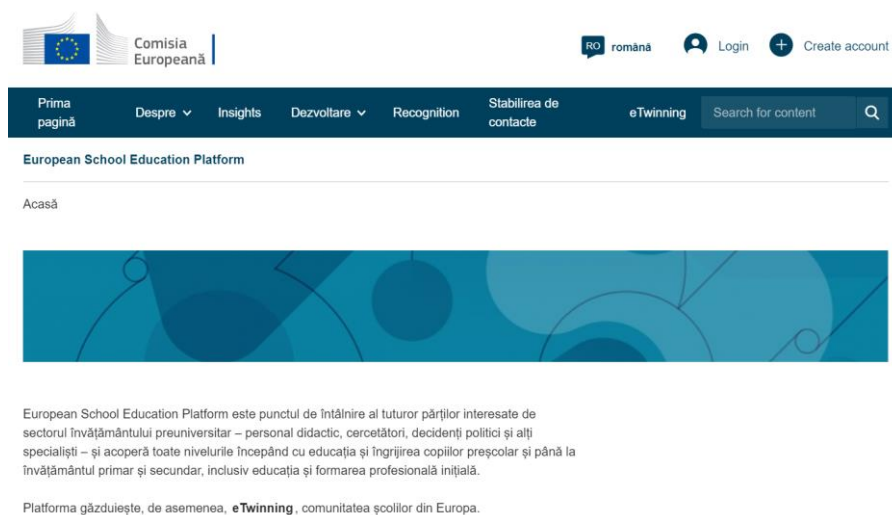 Comisia
Europeană
RO română Login Create account
Prima
pagină
Despre Insights Dezvoltare Recognition
Stabilirea de
contacte
eTwinning Search for content
European School Education Platform
Acasă
European School Education Platform este punctul de întâlnire al tuturor părților interesate de
sectorul învățământului preuniversitar – personal didactic, cercetători, decidenți politici și alți
specialiști – și acoperă toate nivelurile începând cu educația și îngrijirea copiilor preșcolar și până la
învățământul primar și secundar, inclusiv educația și formarea profesională inițială.
Platforma găzduiește, de asemenea, eTwinning, comunitatea școlilor din Europa.